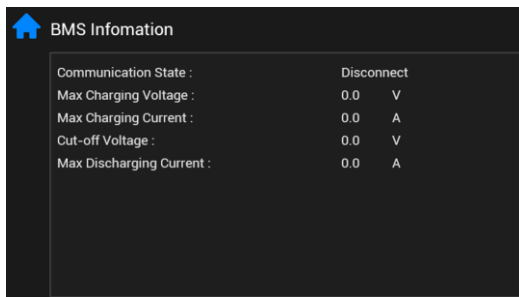 BMS Infomation
Communication State : Disconnect
Max Charging Voltage : 0.0 V
Max Charging Current : 0.0 A
Cut-off Voltage : 0.0 V
Max Discharging Current : 0.0 A